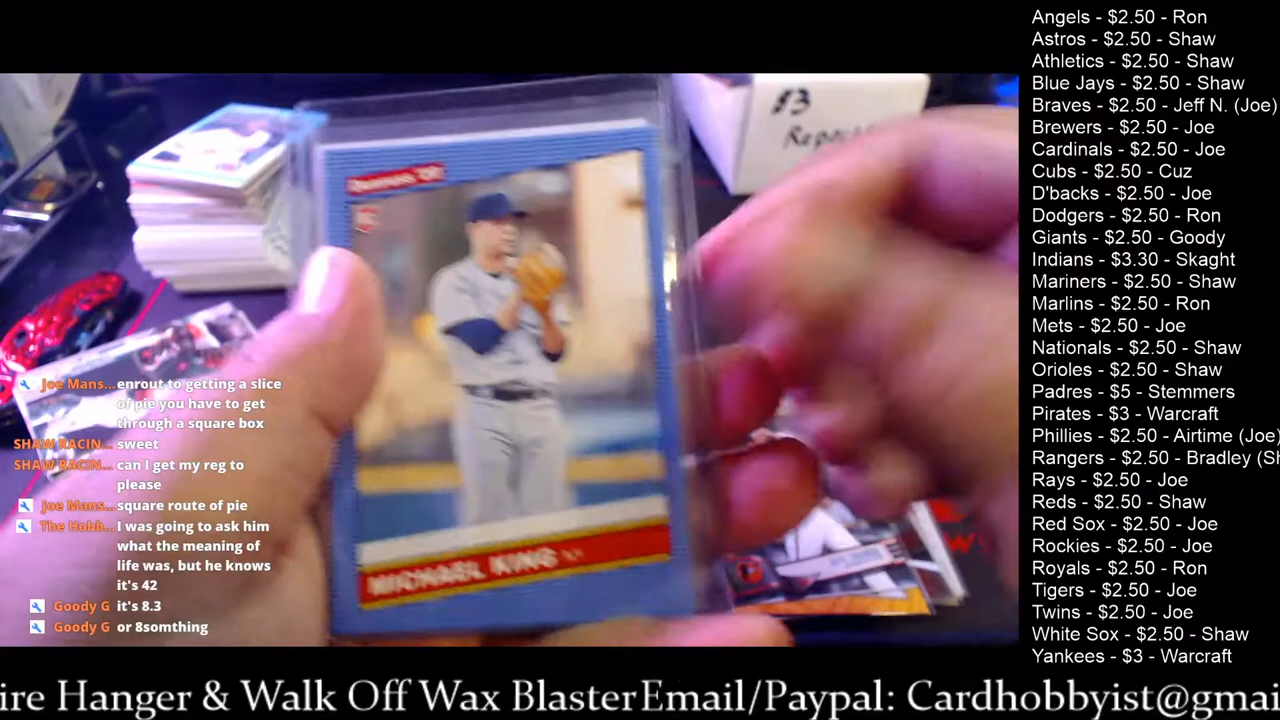 Angels - $2.50 - Ron
Astros - $2.50 - Shaw
Athletics - $2.50 - Shaw
Blue Jays - $2.50 - Shaw
Braves - $2.50 - Jeff N. (Joe)
Brewers - $2.50 - Joe
Cardinals - $2.50 - Joe
Cubs - $2.50 - Cuz
D'backs - $2.50 - Joe
Dodgers - $2.50 - Ron
Giants - $2.50 - Goody
Indians - $3.30 - Skaght
Mariners - $2.50 - Shaw
Marlins - $2.50 - Ron
Mets - $2.50 - Joe
Nationals - $2.50 - Shaw
Orioles - $2.50 - Shaw
Padres - $5 - Stemmers
Pirates - $3 - Warcraft
Phillies - $2.50 - Airtime (Joe)
Rangers - $2.50 - Bradley (Sh
Rays - $2.50 - Joe
Reds - $2.50 - Shaw
Red Sox - $2.50 - Joe
Rockies - $2.50 - Joe
Royals - $2.50 - Ron
Tigers - $2.50 - Joe
Twins - $2.50 - Joe
White Sox - $2.50 - Shaw
Yankees - $3 - Warcraft
Donruss '86
MICHAEL KING
Joe Mans... enrout to getting a slice
of pie you have to get
through a square box
SHAW RACIN... sweet
SHAW RACIN... can I get my reg to
please
Joe Mans... square route of pie
The Hobb... I was going to ask him
what the meaning of
life was, but he knows
it's 42
Goody G it's 8.3
Goody G or 8somthing
ire Hanger & Walk Off Wax Blaster Email/Paypal: Cardhobbyist@gmai